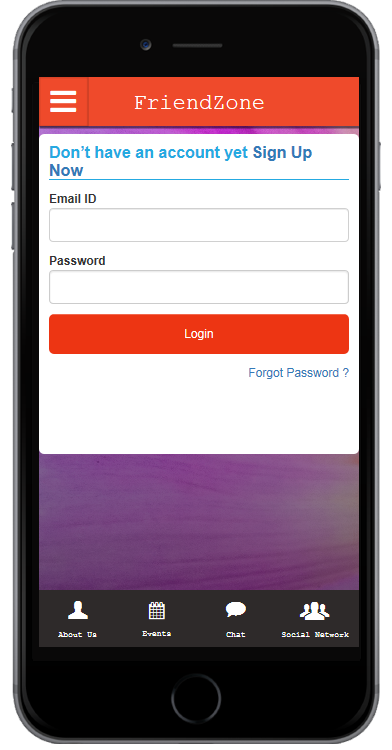 FriendZone
Don't have an account yet Sign Up
Now
Email ID
Password
Login
Forgot Password ?
About Us
Events
Chat
Social Network